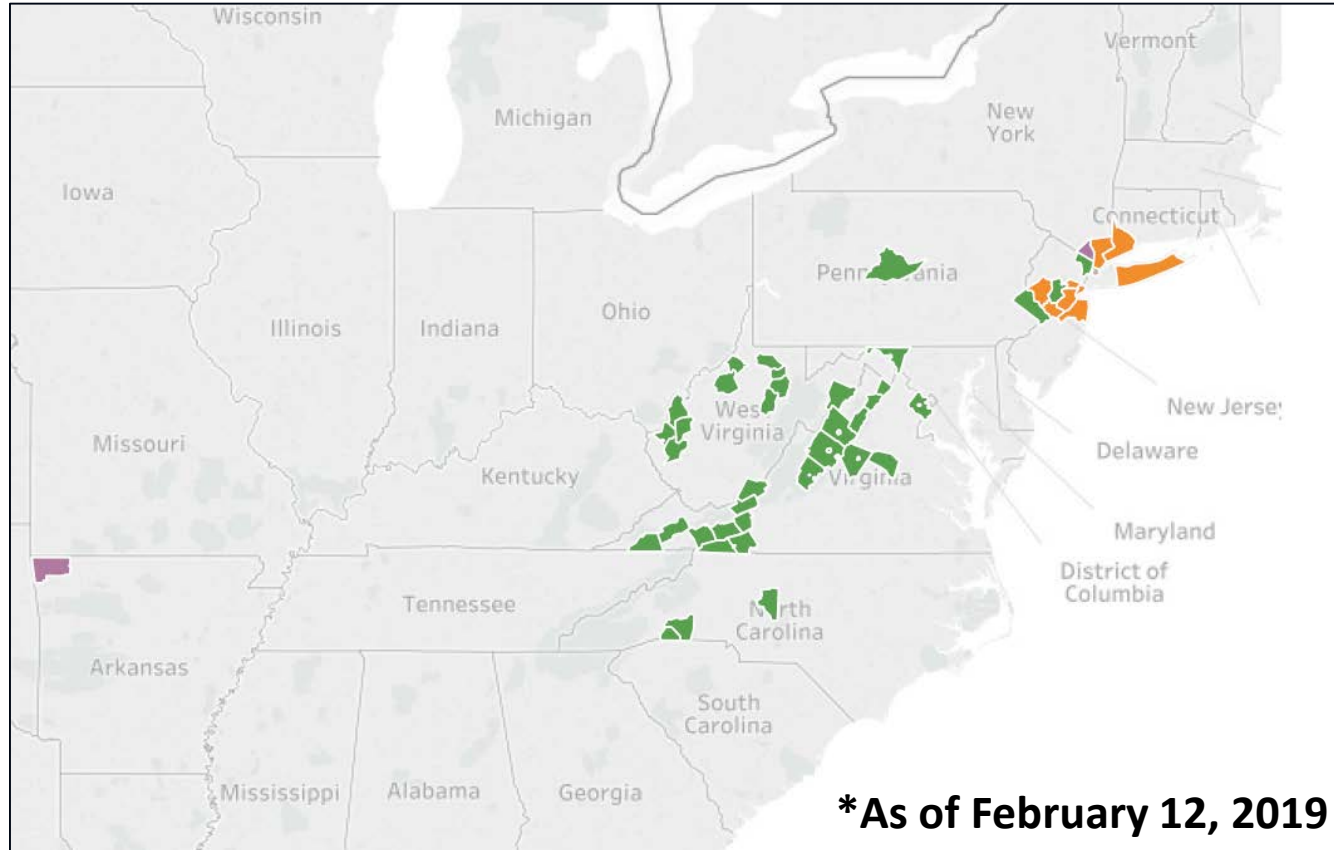 Wisconsin
Vermont
Michigan
New
York
Iowa
Connecticut
Pennsylvania
Ohio
Illinois
Indiana
West
Virginia
New Jersey
Missouri
Delaware
Kentucky
Virginia
Maryland
District of
Columbia
Tennessee
North
Carolina
Arkansas
South
Carolina
Mississippi
Alabama
Georgia
*As of February 12, 2019